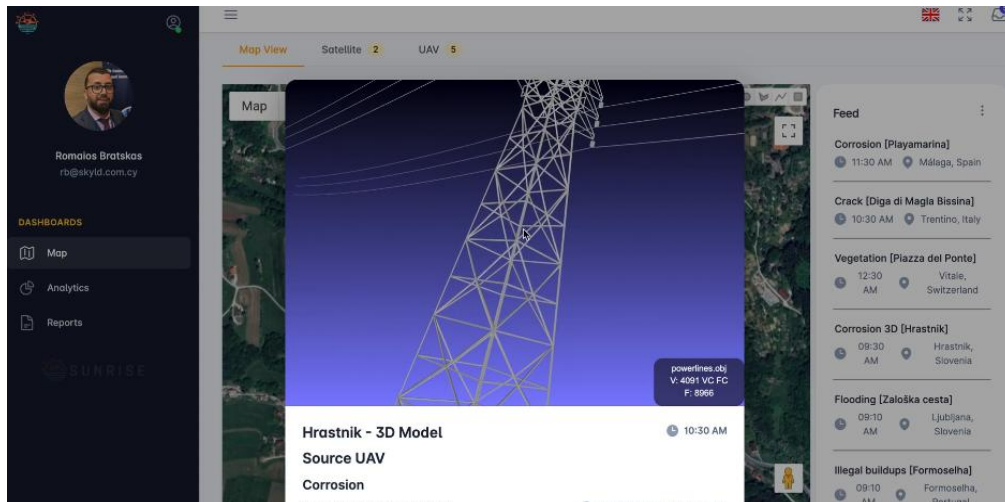 Romaios Bratskas
rb@skyld.com.cy
DASHBOARDS
Map
Analytics
Reports
SUNRISE
Map View
Satellite 2
UAV 5
Map
powerlines.obj
V: 4091 VC FC
F: 8966
Hrastnik - 3D Model
10:30 AM
Source UAV
Corrosion
Feed
Corrosion [Playamarina]
11:30 AM Málaga, Spain
Crack [Diga di Magla Bissina]
10:30 AM Trentino, Italy
Vegetation [Piazza del Ponte]
12:30 Vitale,
AM Switzerland
Corrosion 3D [Hrastnik]
09:30 Hrastnik,
AM Slovenia
Flooding [Zaloška cesta]
09:10 Ljubljana,
AM Slovenia
Illegal buildups [Formoselha]
09:10 Formoselha,
AM Portugal